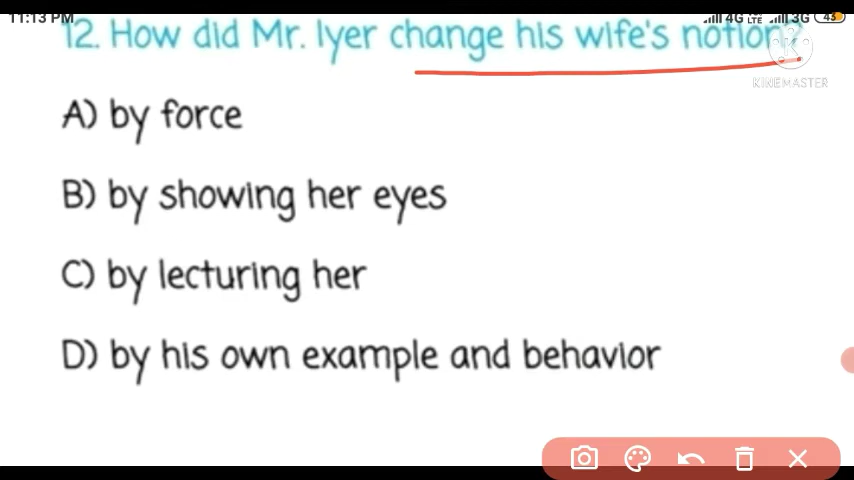 11:13 PM 4G LTE 3G 43
12. How did Mr. Iyer change his wife's notion?
KINEMASTER
A) by force
B) by showing her eyes
C) by lecturing her
D) by his own example and behavior